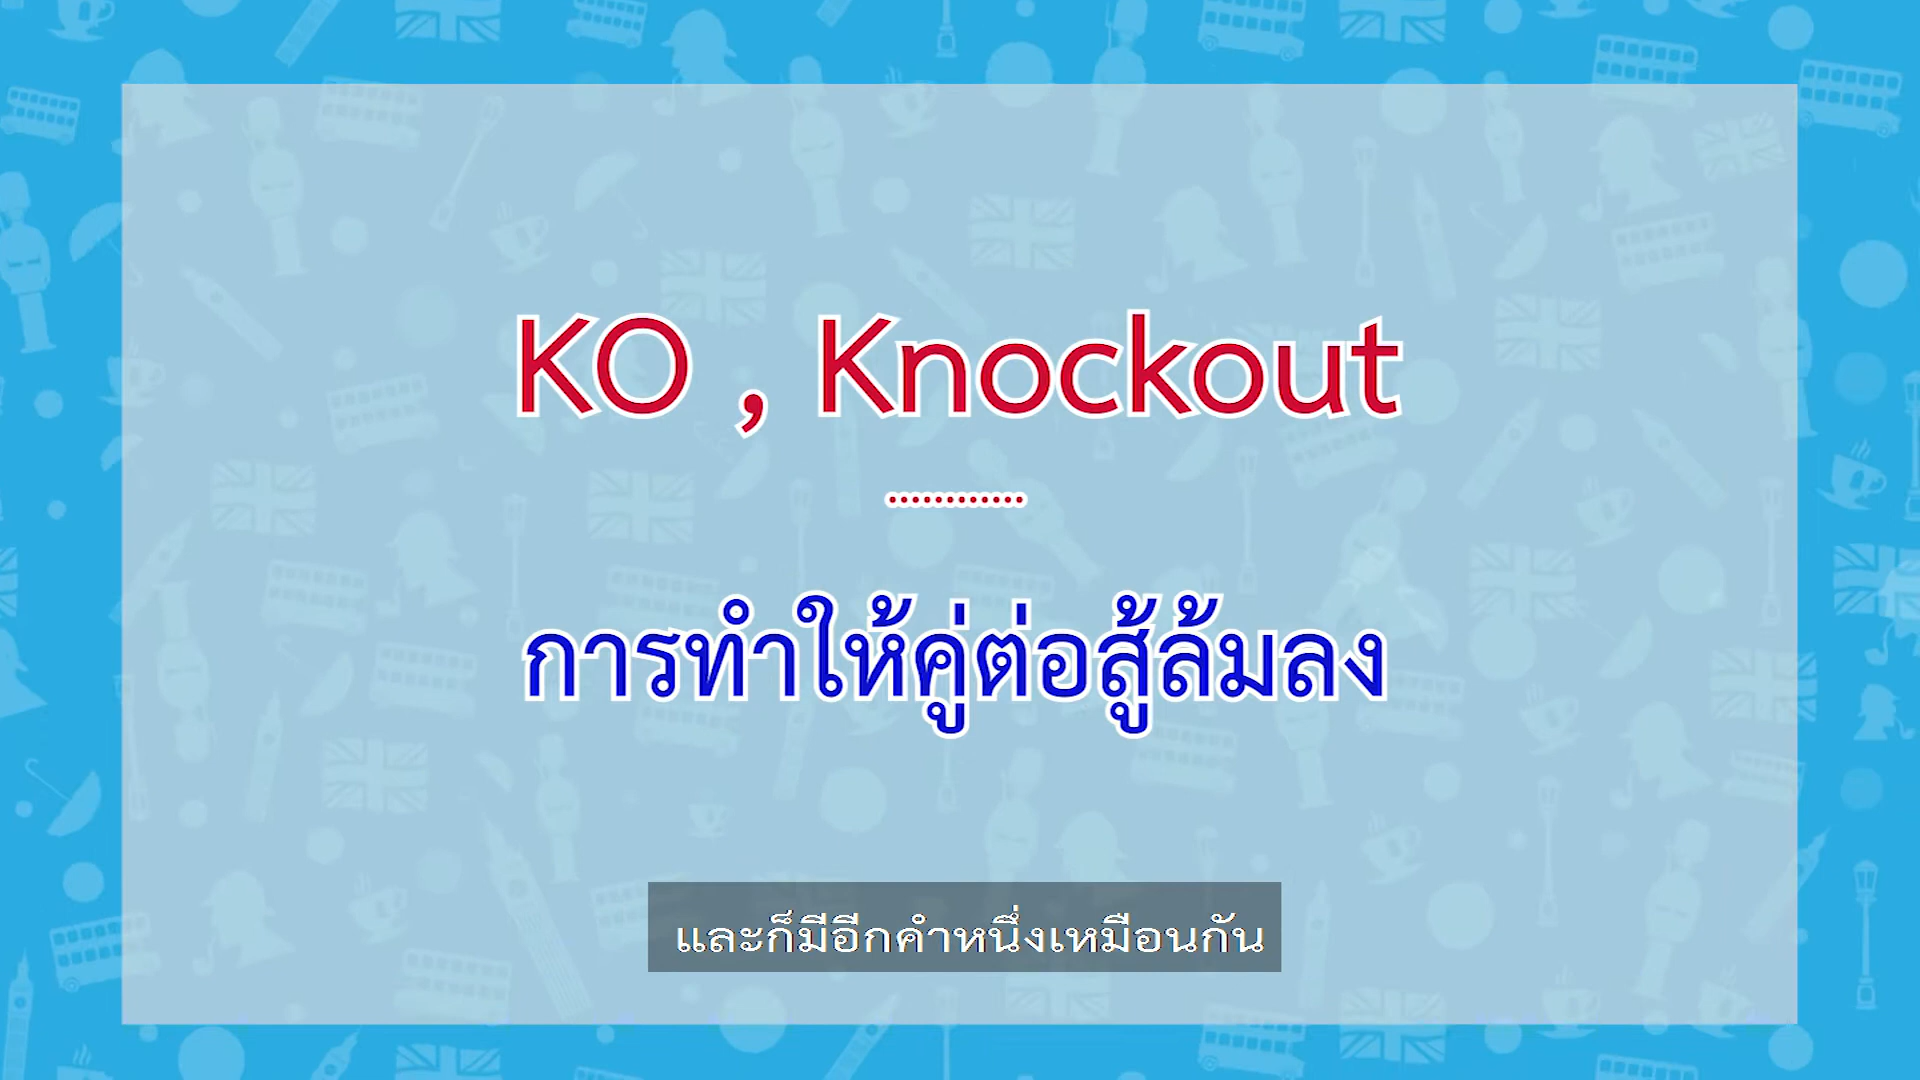 KO , Knockout
............
การทำให้คู่ต่อสู้ล้มลง
และก็มีอีกคำหนึ่งเหมือนกัน